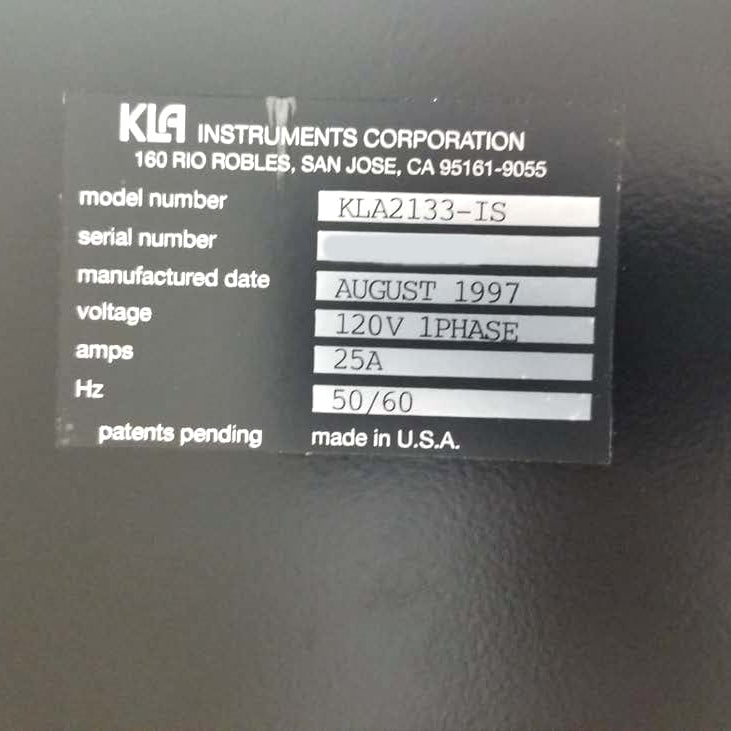 KLA INSTRUMENTS CORPORATION
160 RIO ROBLES, SAN JOSE, CA 95161-9055
model number KLA2133-IS
serial number
manufactured date AUGUST 1997
voltage 120V 1PHASE
amps 25A
Hz 50/60
patents pending made in U.S.A.